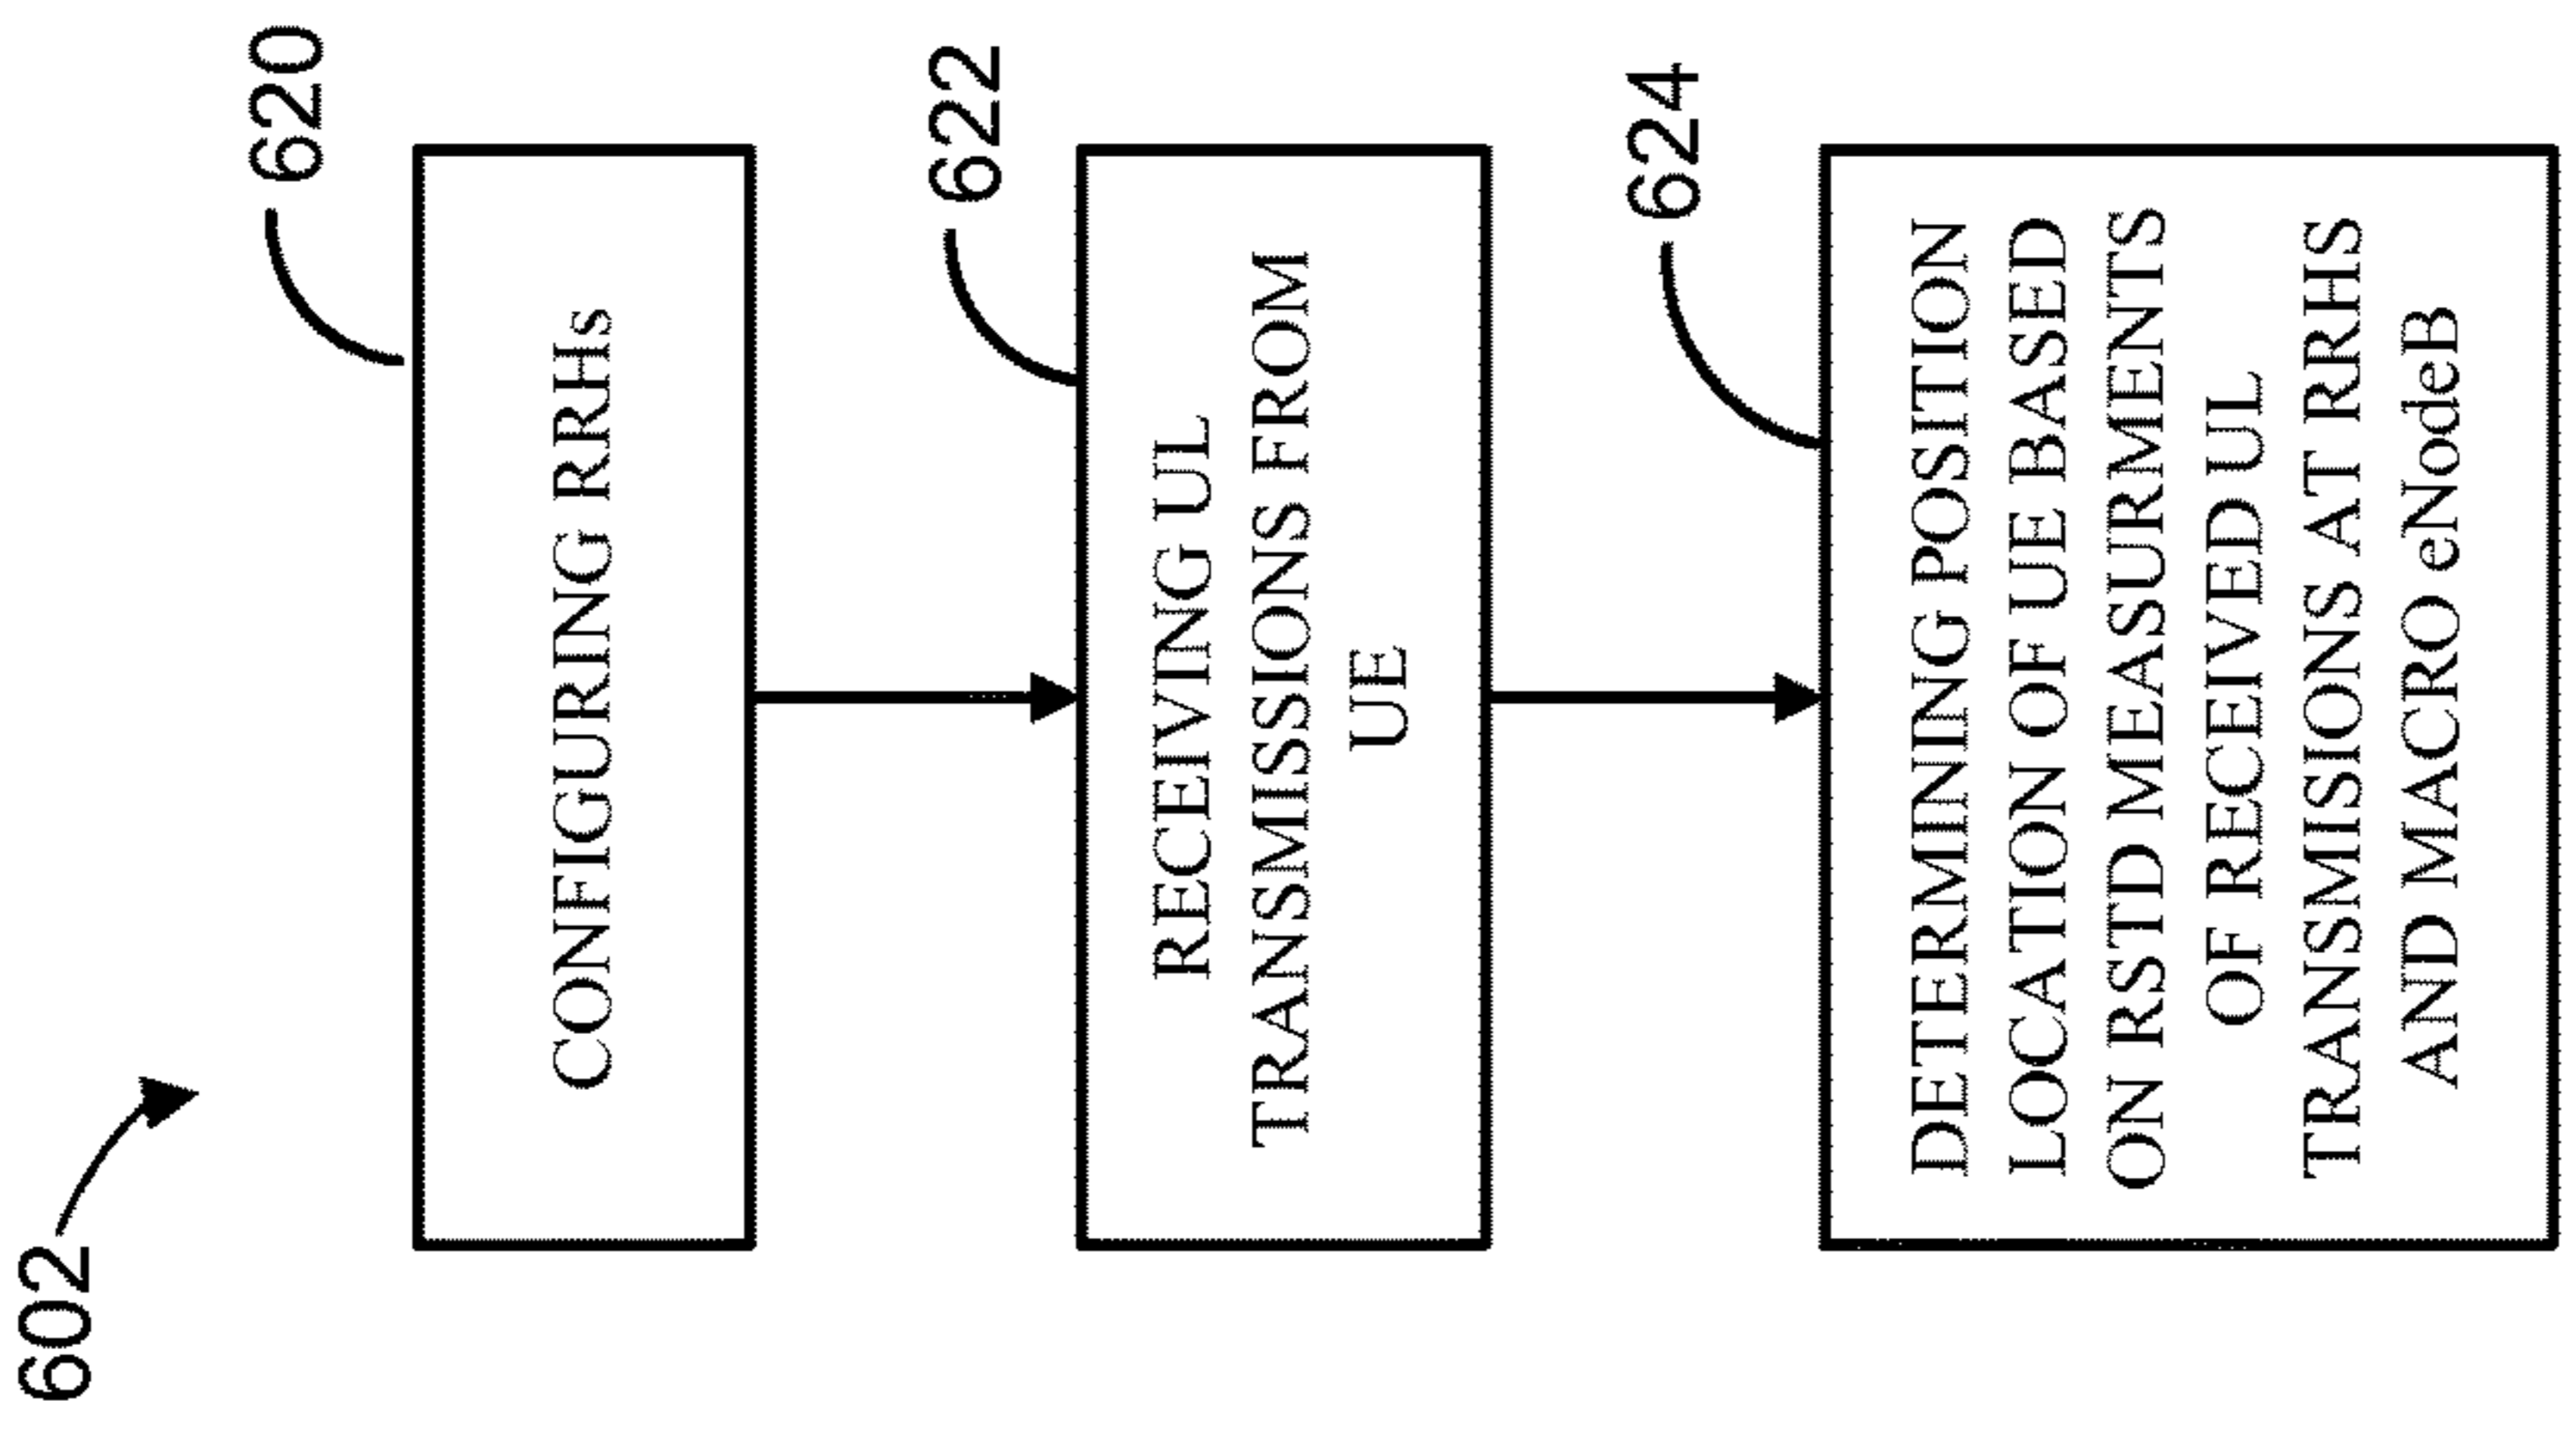 602
620
CONFIGURING RRHs
622
RECEIVING UL
TRANSMISSIONS FROM
UE
624
DETERMINING POSITION
LOCATION OF UE BASED
ON RSTD MEASURMENTS
OF RECEIVED UL
TRANSMISIONS AT RRHS
AND MACRO eNodeB